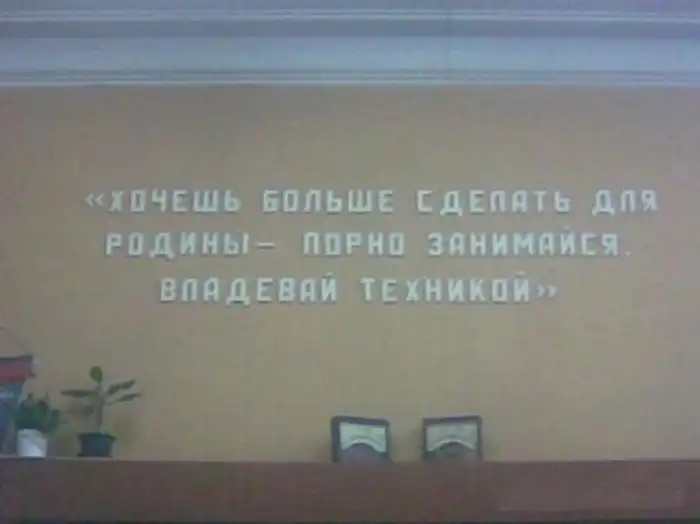 «ХОЧЕШЬ БОЛЬШЕ СДЕЛАТЬ ДЛЯ
РОДИНЫ — ПОРНО ЗАНИМАЙСЯ.
ВЛАДЕВАЙ ТЕХНИКОЙ»